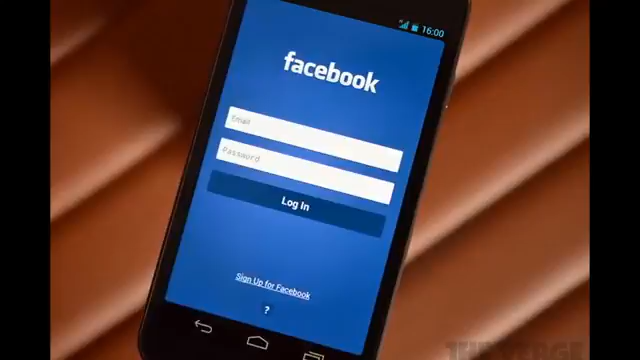 16:00
facebook
Email
Password
Log In
Sign Up for Facebook
?